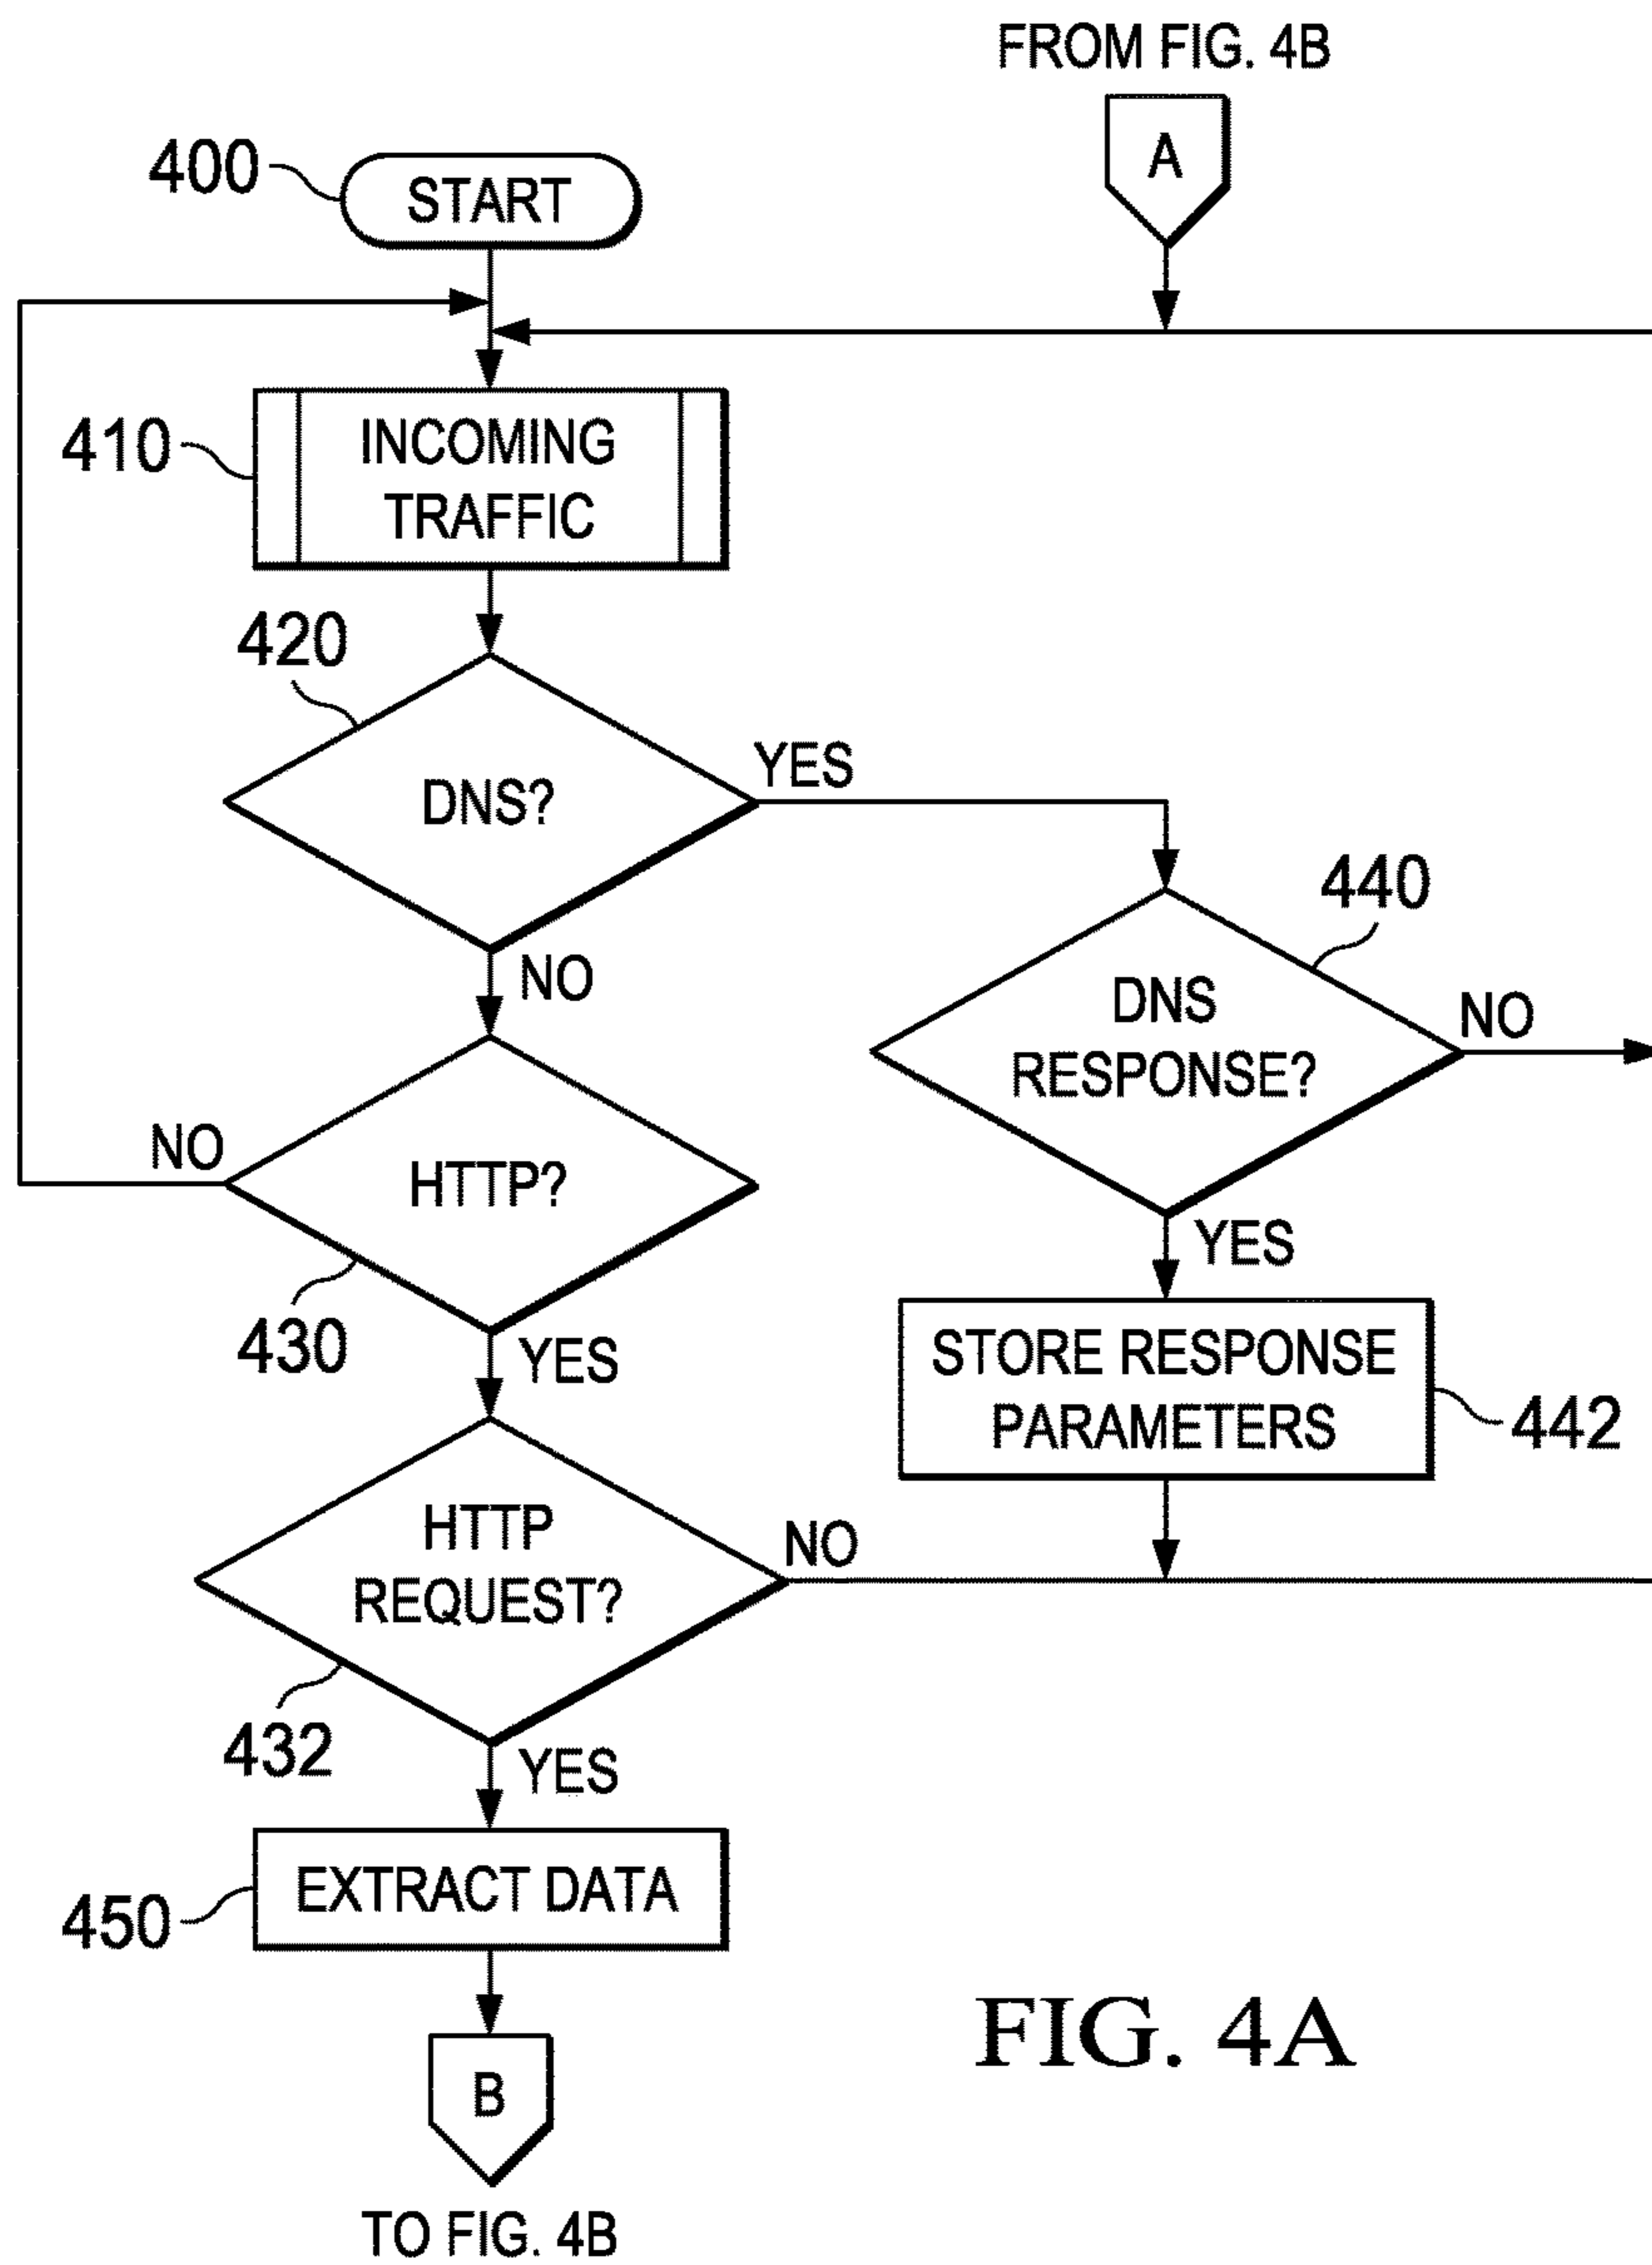 FROM FIG. 4B
A
400
START
410
INCOMING
TRAFFIC
420
DNS?
YES
NO
440
DNS
RESPONSE?
NO
YES
NO
HTTP?
430
YES
STORE RESPONSE
PARAMETERS
442
HTTP
REQUEST?
NO
432
YES
450
EXTRACT DATA
B
TO FIG. 4B
FIG. 4A